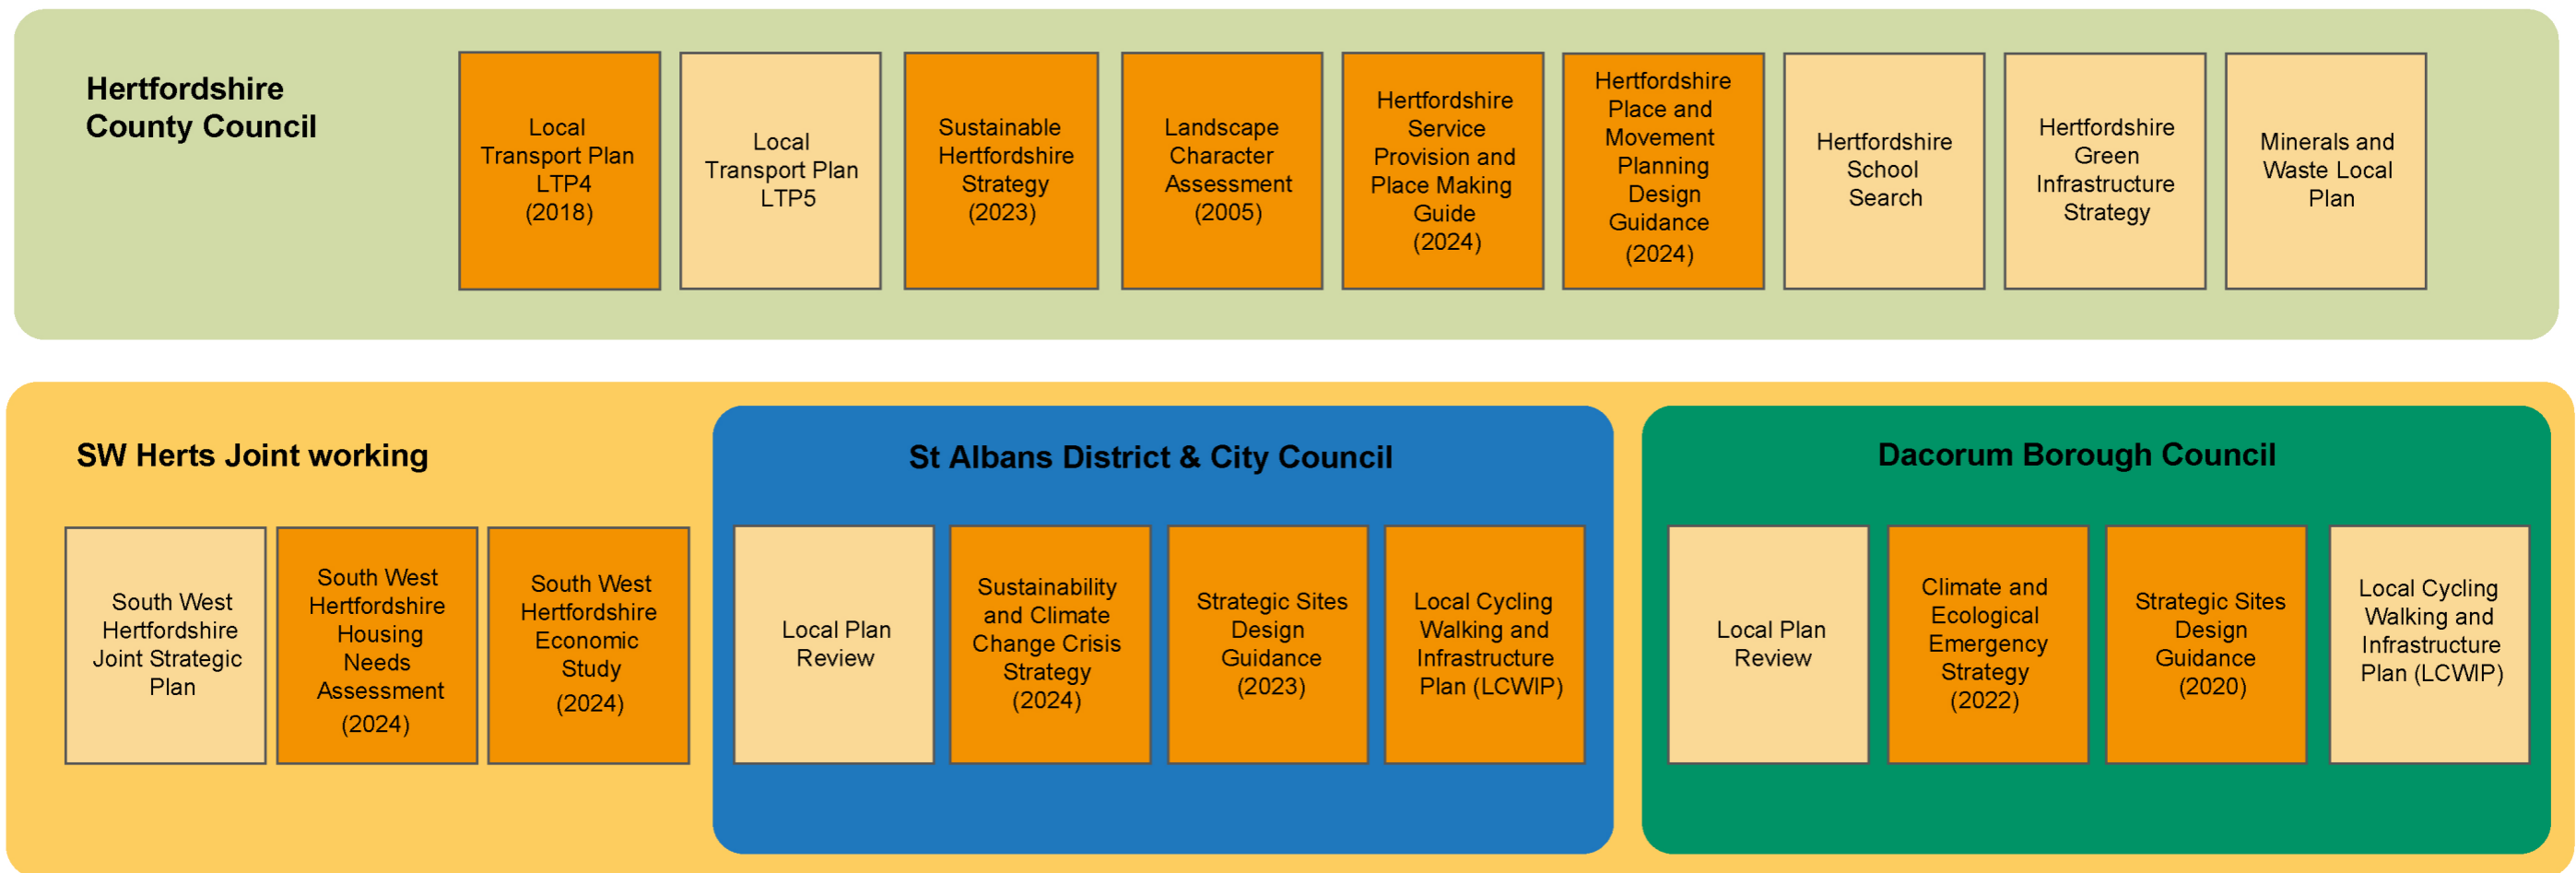 Hertfordshire
County Council
Local
Transport Plan
LTP4
(2018)
Local
Transport Plan
LTP5
Sustainable
Hertfordshire
Strategy
(2023)
Landscape
Character
Assessment
(2005)
Hertfordshire
Service
Provision and
Place Making
Guide
(2024)
Hertfordshire
Place and
Movement
Planning
Design
Guidance
(2024)
Hertfordshire
School
Search
Hertfordshire
Green
Infrastructure
Strategy
Minerals and
Waste Local
Plan
SW Herts Joint working
South West
Hertfordshire
Joint Strategic
Plan
South West
Hertfordshire
Housing
Needs
Assessment
(2024)
South West
Hertfordshire
Economic
Study
(2024)
St Albans District & City Council
Local Plan
Review
Sustainability
and Climate
Change Crisis
Strategy
(2024)
Strategic Sites
Design
Guidance
(2023)
Local Cycling
Walking and
Infrastructure
Plan (LCWIP)
Dacorum Borough Council
Local Plan
Review
Climate and
Ecological
Emergency
Strategy
(2022)
Strategic Sites
Design
Guidance
(2020)
Local Cycling
Walking and
Infrastructure
Plan (LCWIP)